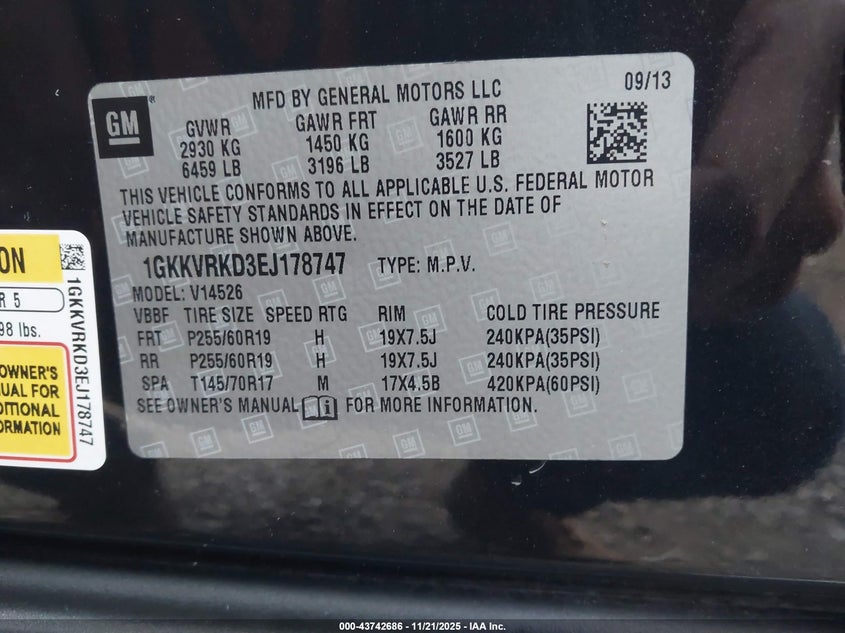 MFD BY GENERAL MOTORS LLC
09/13
GM
GVWR GAWR FRT GAWR RR
2930 KG 1450 KG 1600 KG
6459 LB 3196 LB 3527 LB
THIS VEHICLE CONFORMS TO ALL APPLICABLE U.S. FEDERAL MOTOR
VEHICLE SAFETY STANDARDS IN EFFECT ON THE DATE OF
MANUFACTURE SHOWN ABOVE.
1GKKVRKD3EJ178747 TYPE: M.P.V.
MODEL: V14526
VBBF TIRE SIZE SPEED RTG RIM COLD TIRE PRESSURE
FRT P255/60R19 H 19X7.5J 240KPA(35PSI)
RR P255/60R19 H 19X7.5J 240KPA(35PSI)
SPA T145/70R17 M 17X4.5B 420KPA(60PSI)
SEE OWNER'S MANUAL FOR MORE INFORMATION.
ON
R 5
98 lbs.
OWNER'S
UAL FOR
DITIONAL
FORMATION
1GKKVRKD3EJ178747
000-43742686 — 11/21/2025 — IAA Inc.